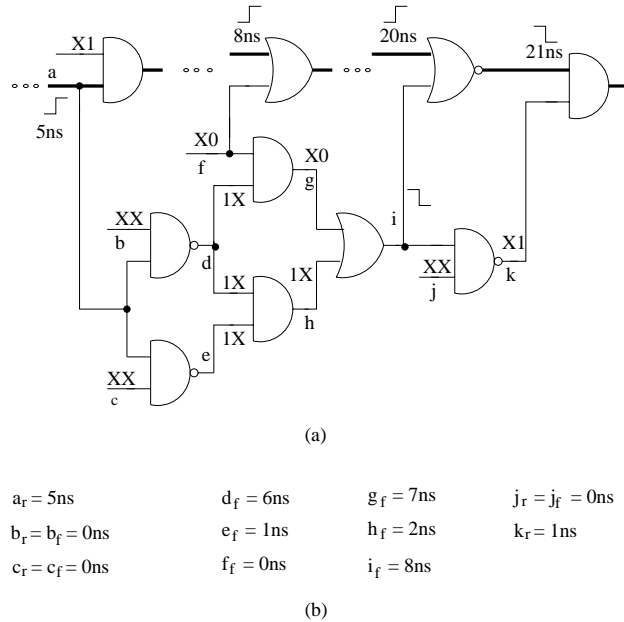 8ns
20ns
21ns
X1
a
5ns
X0
f
X0
g
1X
XX
b
d
1X
i
XX
j
X1
k
1X
h
e
1X
XX
c
(a)
a_r = 5ns
d_f = 6ns
g_f = 7ns
j_r = j_f = 0ns
b_r = b_f = 0ns
e_f = 1ns
h_f = 2ns
k_r = 1ns
c_r = c_f = 0ns
f_f = 0ns
i_f = 8ns
(b)